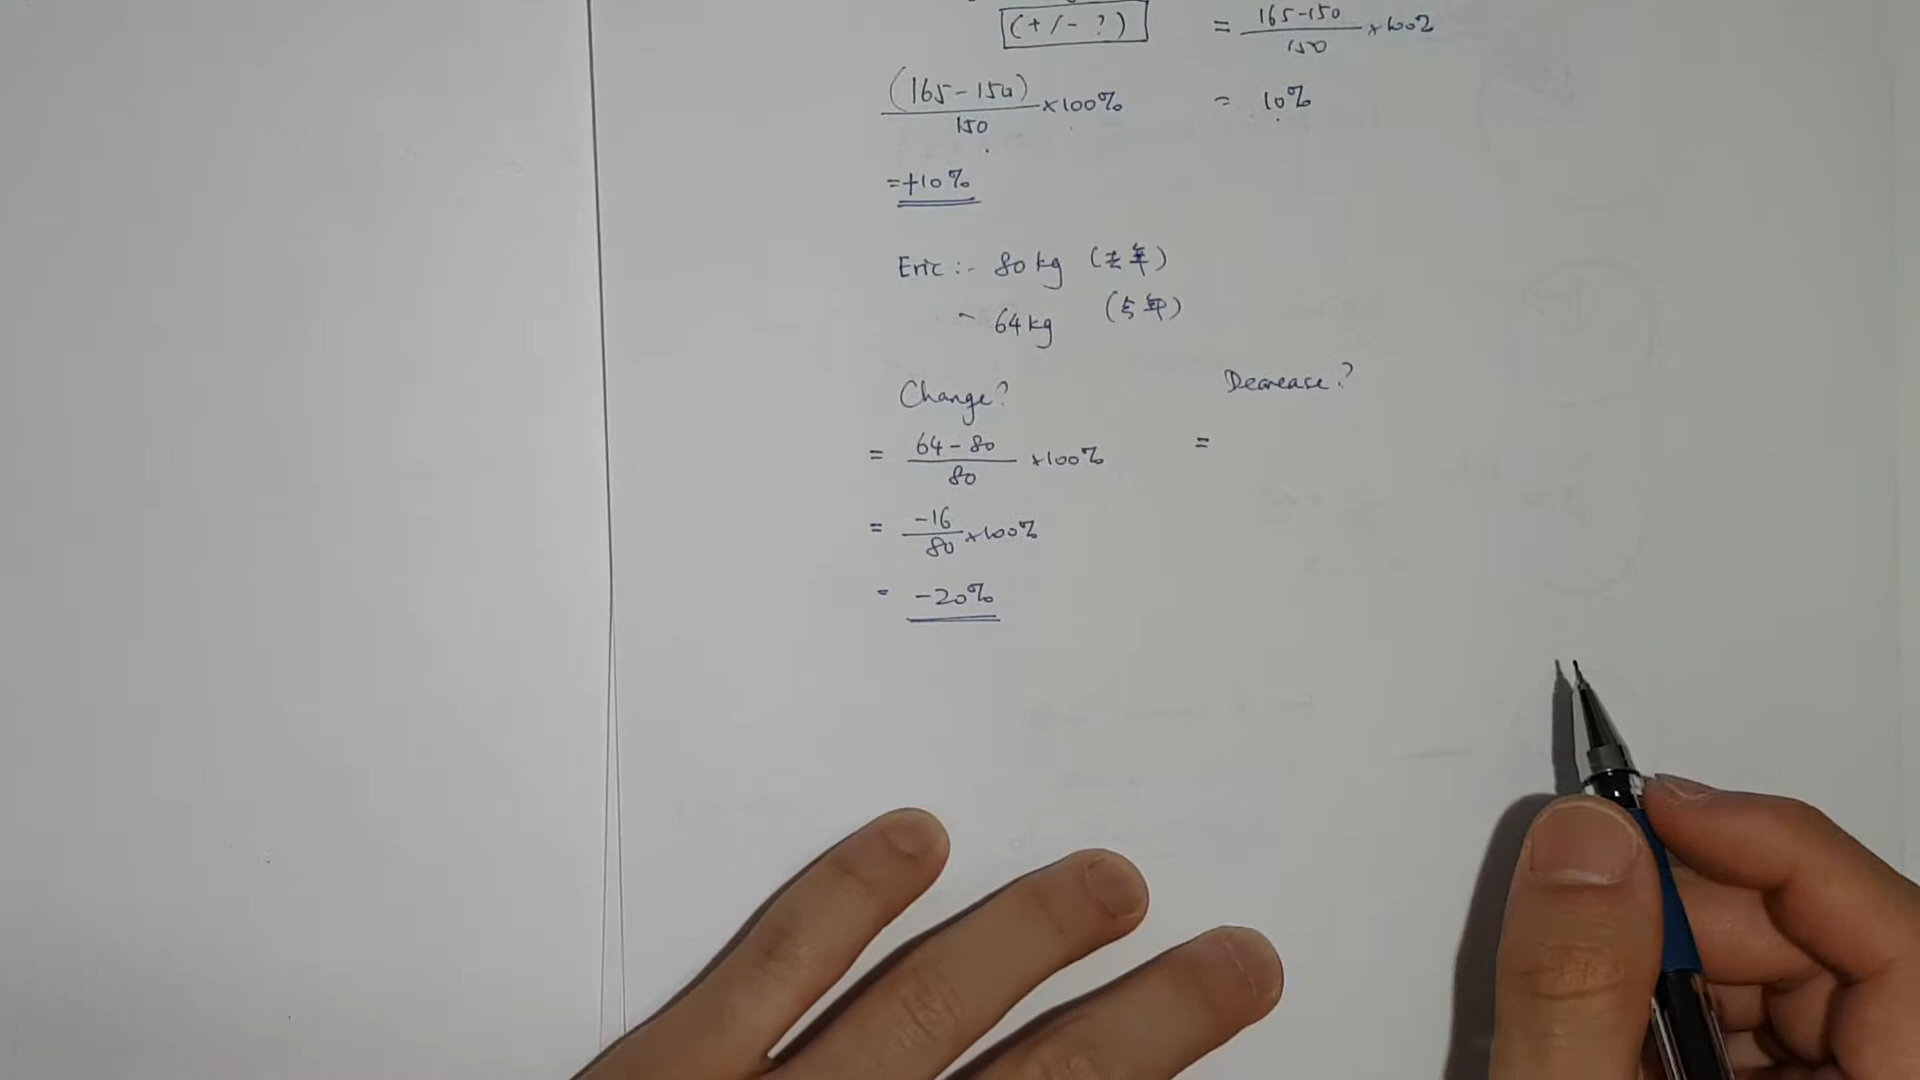 (+/- ?)
= 165-150 / 150 ×100%
(165-150) / 150 ×100%
= 10%
=+10%
Eric :- 80kg (去年)
- 64kg (今年)
Change?
Decrease?
= 64-80 / 80 ×100%
=
= -16 / 80 ×100%
= -20%